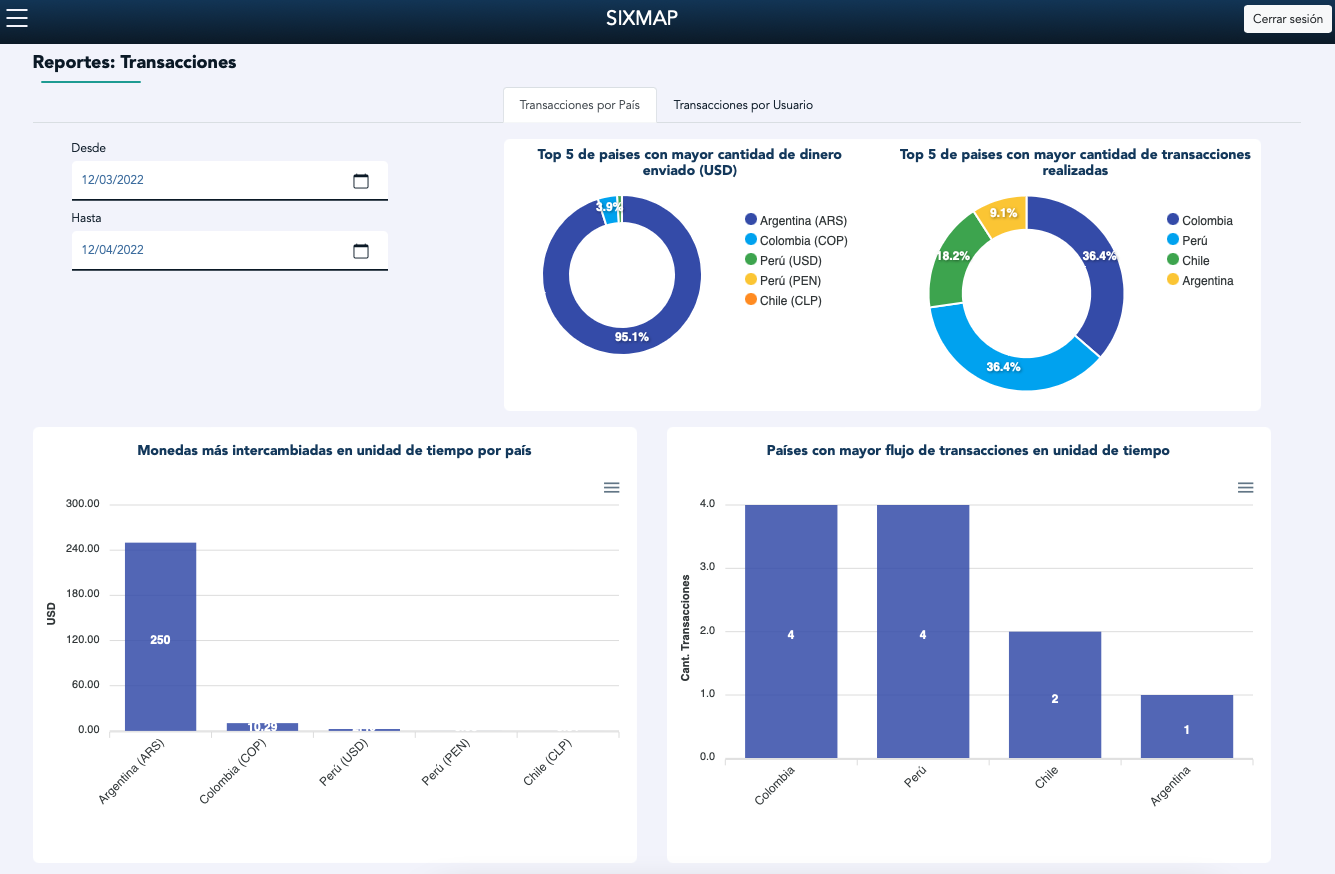 SIXMAP
Cerrar sesión
Reportes: Transacciones
Transacciones por País
Transacciones por Usuario
Desde
12/03/2022
Hasta
12/04/2022
Top 5 de paises con mayor cantidad de dinero
enviado (USD)
3.9%
95.1%
Argentina (ARS)
Colombia (COP)
Perú (USD)
Perú (PEN)
Chile (CLP)
Top 5 de paises con mayor cantidad de transacciones
realizadas
9.1%
18.2%
36.4%
36.4%
Colombia
Perú
Chile
Argentina
Monedas más intercambiadas en unidad de tiempo por país
300.00
240.00
180.00
120.00
60.00
0.00
USD
250
10.29
Argentina (ARS)
Colombia (COP)
Perú (USD)
Perú (PEN)
Chile (CLP)
Países con mayor flujo de transacciones en unidad de tiempo
4.0
3.0
2.0
1.0
0.0
Cant. Transacciones
4
4
2
1
Colombia
Perú
Chile
Argentina